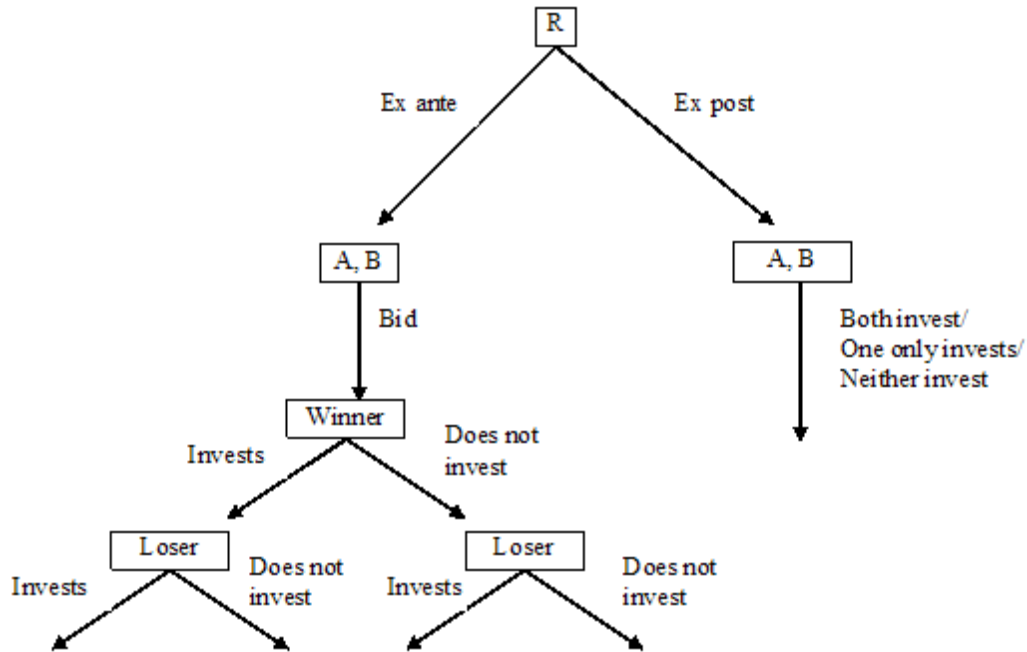 R
Ex ante
Ex post
A, B
A, B
Bid
Both invest/
One only invests/
Neither invest
Winner
Invests
Does not
invest
Loser
Loser
Invests
Does not
invest
Invests
Does not
invest